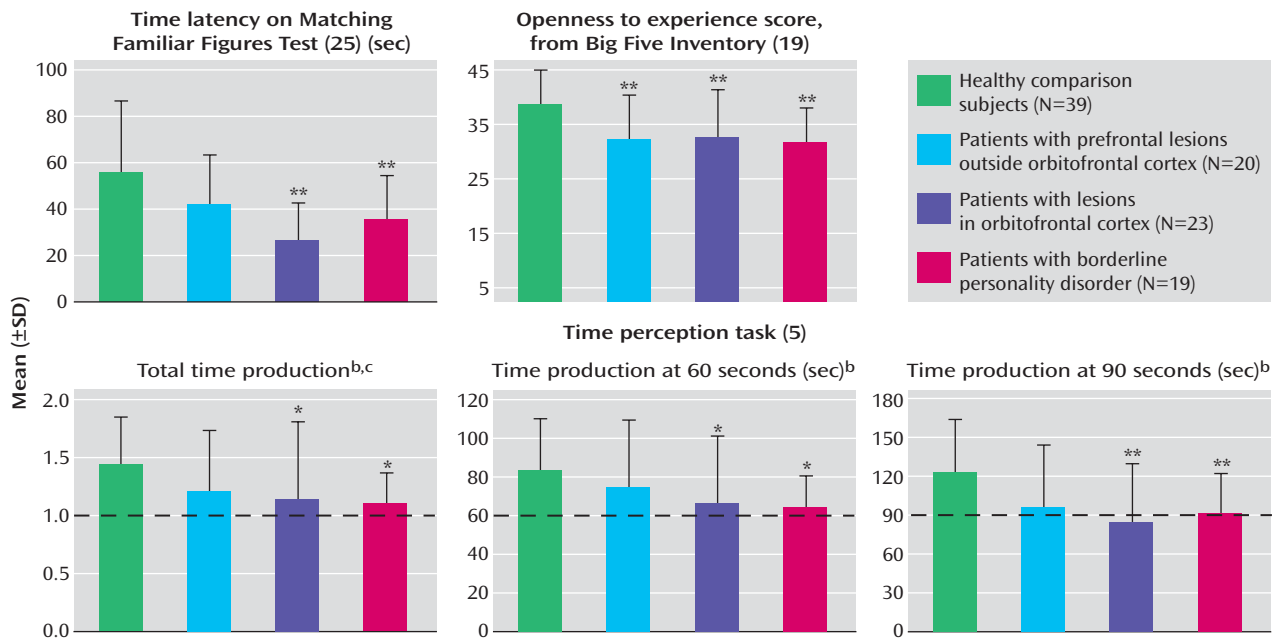 Time latency on Matching
Familiar Figures Test (25) (sec)
100
80
60
40
20
0
**
**
Openness to experience score,
from Big Five Inventory (19)
45
35
25
15
5
**
**
**
Healthy comparison
subjects (N=39)
Patients with prefrontal lesions
outside orbitofrontal cortex (N=20)
Patients with lesions
in orbitofrontal cortex (N=23)
Patients with borderline
personality disorder (N=19)
Mean (±SD)
Time perception task (5)
Total time productionb,c
2.0
1.5
1.0
0.5
0.0
*
*
Time production at 60 seconds (sec)b
120
100
80
60
40
20
0
*
*
Time production at 90 seconds (sec)b
180
150
120
90
60
30
0
**
**